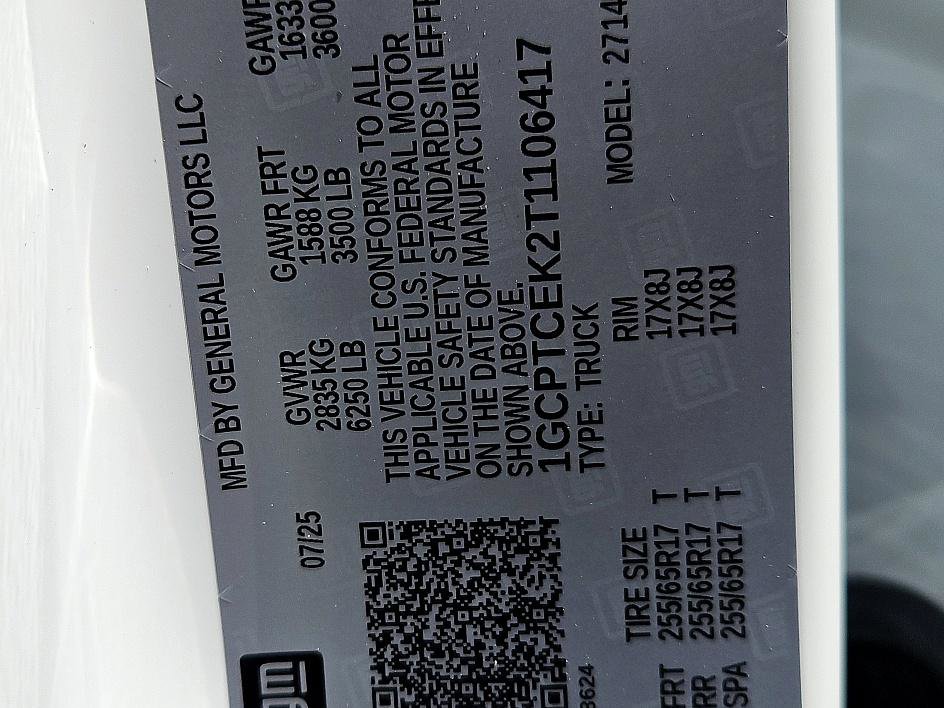 MFD BY GENERAL MOTORS LLC
07/25
GVWR GAWR FRT GAWR
2835 KG 1588 KG 1633
6250 LB 3500 LB 3600
THIS VEHICLE CONFORMS TO ALL
APPLICABLE U.S. FEDERAL MOTOR
VEHICLE SAFETY STANDARDS IN EFF
ON THE DATE OF MANUFACTURE
SHOWN ABOVE.
1GCPTCEK2T1106417
TYPE: TRUCK MODEL: 2714
TIRE SIZE RIM
FRT 255/65R17 T 17X8J
RR 255/65R17 T 17X8J
SPA 255/65R17 T 17X8J
gm
3624